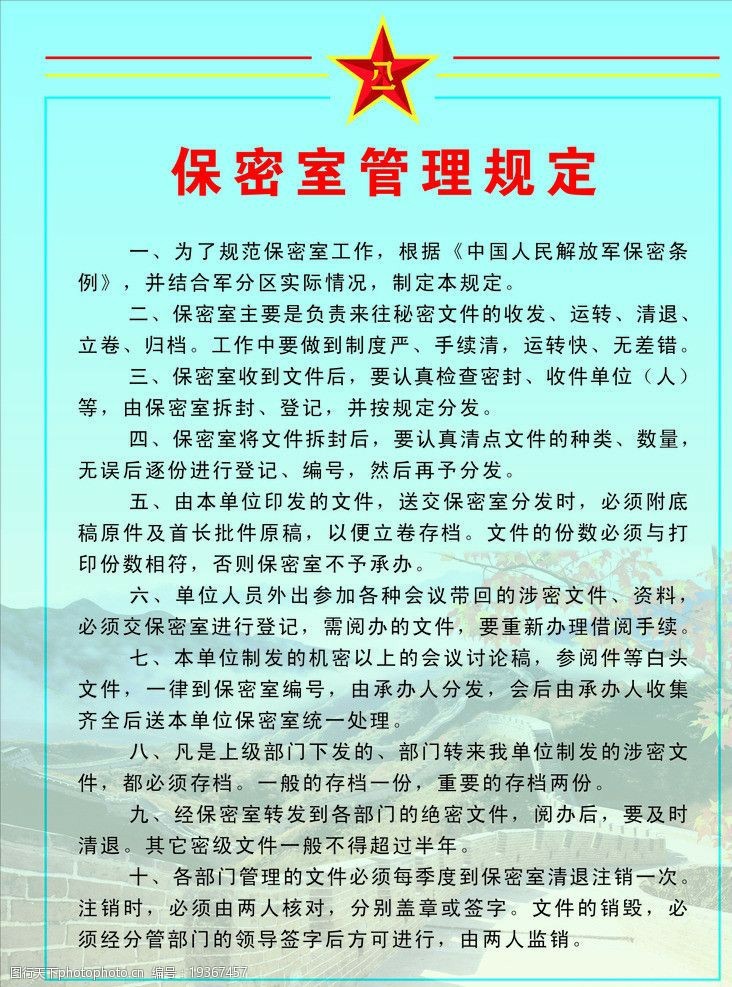 八一
保密室管理规定
一、为了规范保密室工作，根据《中国人民解放军保密条
例》，并结合军分区实际情况，制定本规定。
二、保密室主要是负责来往秘密文件的收发、运转、清退、
立卷、归档。工作中要做到制度严、手续清，运转快、无差错。
三、保密室收到文件后，要认真检查密封、收件单位（人）
等，由保密室拆封、登记，并按规定分发。
四、保密室将文件拆封后，要认真清点文件的种类、数量，
无误后逐份进行登记、编号，然后再予分发。
五、由本单位印发的文件，送交保密室分发时，必须附底
稿原件及首长批件原稿，以便立卷存档。文件的份数必须与打
印份数相符，否则保密室不予承办。
六、单位人员外出参加各种会议带回的涉密文件、资料，
必须交保密室进行登记，需阅办的文件，要重新办理借阅手续。
七、本单位制发的机密以上的会议讨论稿，参阅件等白头
文件，一律到保密室编号，由承办人分发，会后由承办人收集
齐全后送本单位保密室统一处理。
八、凡是上级部门下发的、部门转来我单位制发的涉密文
件，都必须存档。一般的存档一份，重要的存档两份。
九、经保密室转发到各部门的绝密文件，阅办后，要及时
清退。其它密级文件一般不得超过半年。
十、各部门管理的文件必须每季度到保密室清退注销一次。
注销时，必须由两人核对，分别盖章或签字。文件的销毁，必
须经分管部门的领导签字后方可进行，由两人监销。
图行天下photophoto.cn 编号：19367457